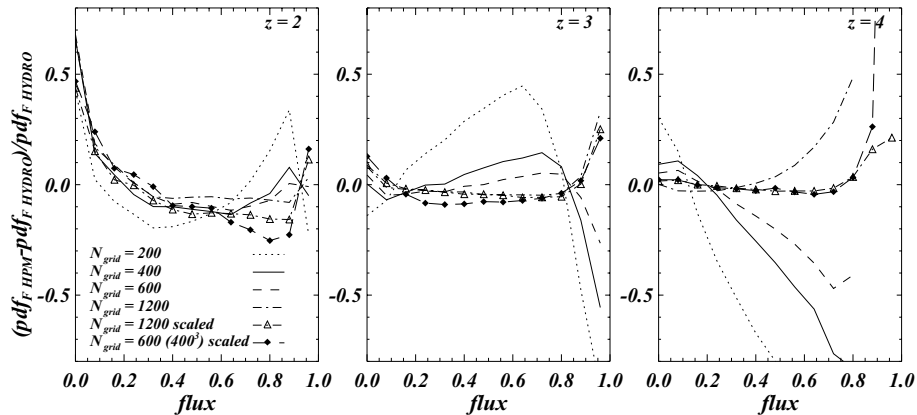 z = 2
z = 3
z = 4
(pdf_F HPM-pdf_F HYDRO)/pdf_F HYDRO
0.5
0.0
-0.5
0.5
0.0
-0.5
0.5
0.0
-0.5
N_grid = 200
N_grid = 400
N_grid = 600
N_grid = 1200
N_grid = 1200 scaled
N_grid = 600 (400³) scaled
0.0 0.2 0.4 0.6 0.8 1.0
0.0 0.2 0.4 0.6 0.8 1.0
0.0 0.2 0.4 0.6 0.8 1.0
flux
flux
flux